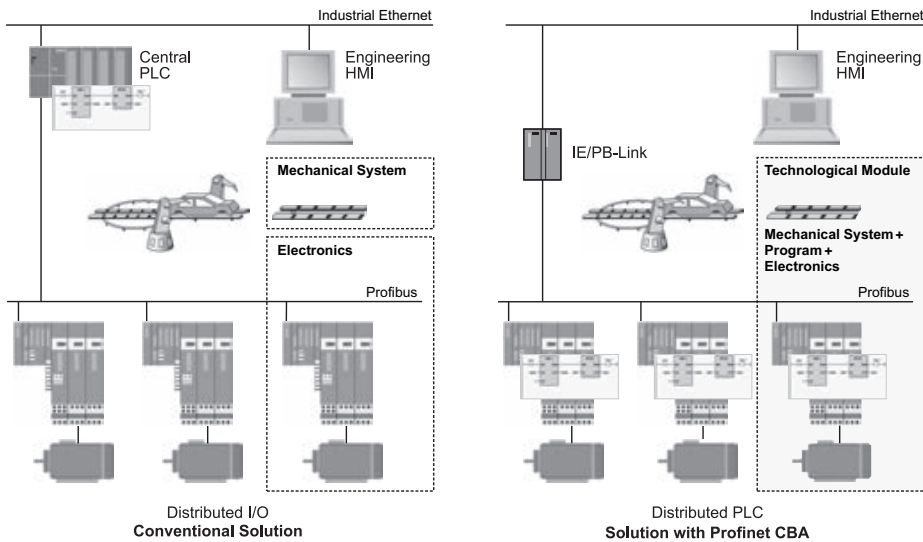 Industrial Ethernet
Central
PLC
Engineering
HMI
Mechanical System
Electronics
Profibus
Distributed I/O
Conventional Solution
Industrial Ethernet
Engineering
HMI
IE/PB-Link
Technological Module
Mechanical System+
Program+
Electronics
Profibus
Distributed PLC
Solution with Profinet CBA